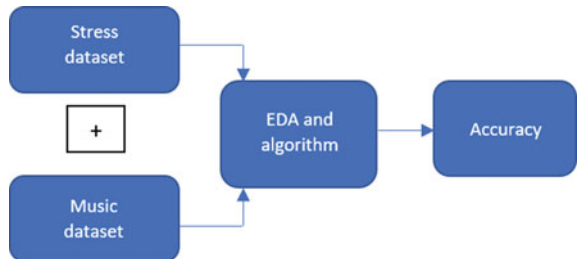 Stress
dataset
+
EDA and
algorithm
Accuracy
Music
dataset